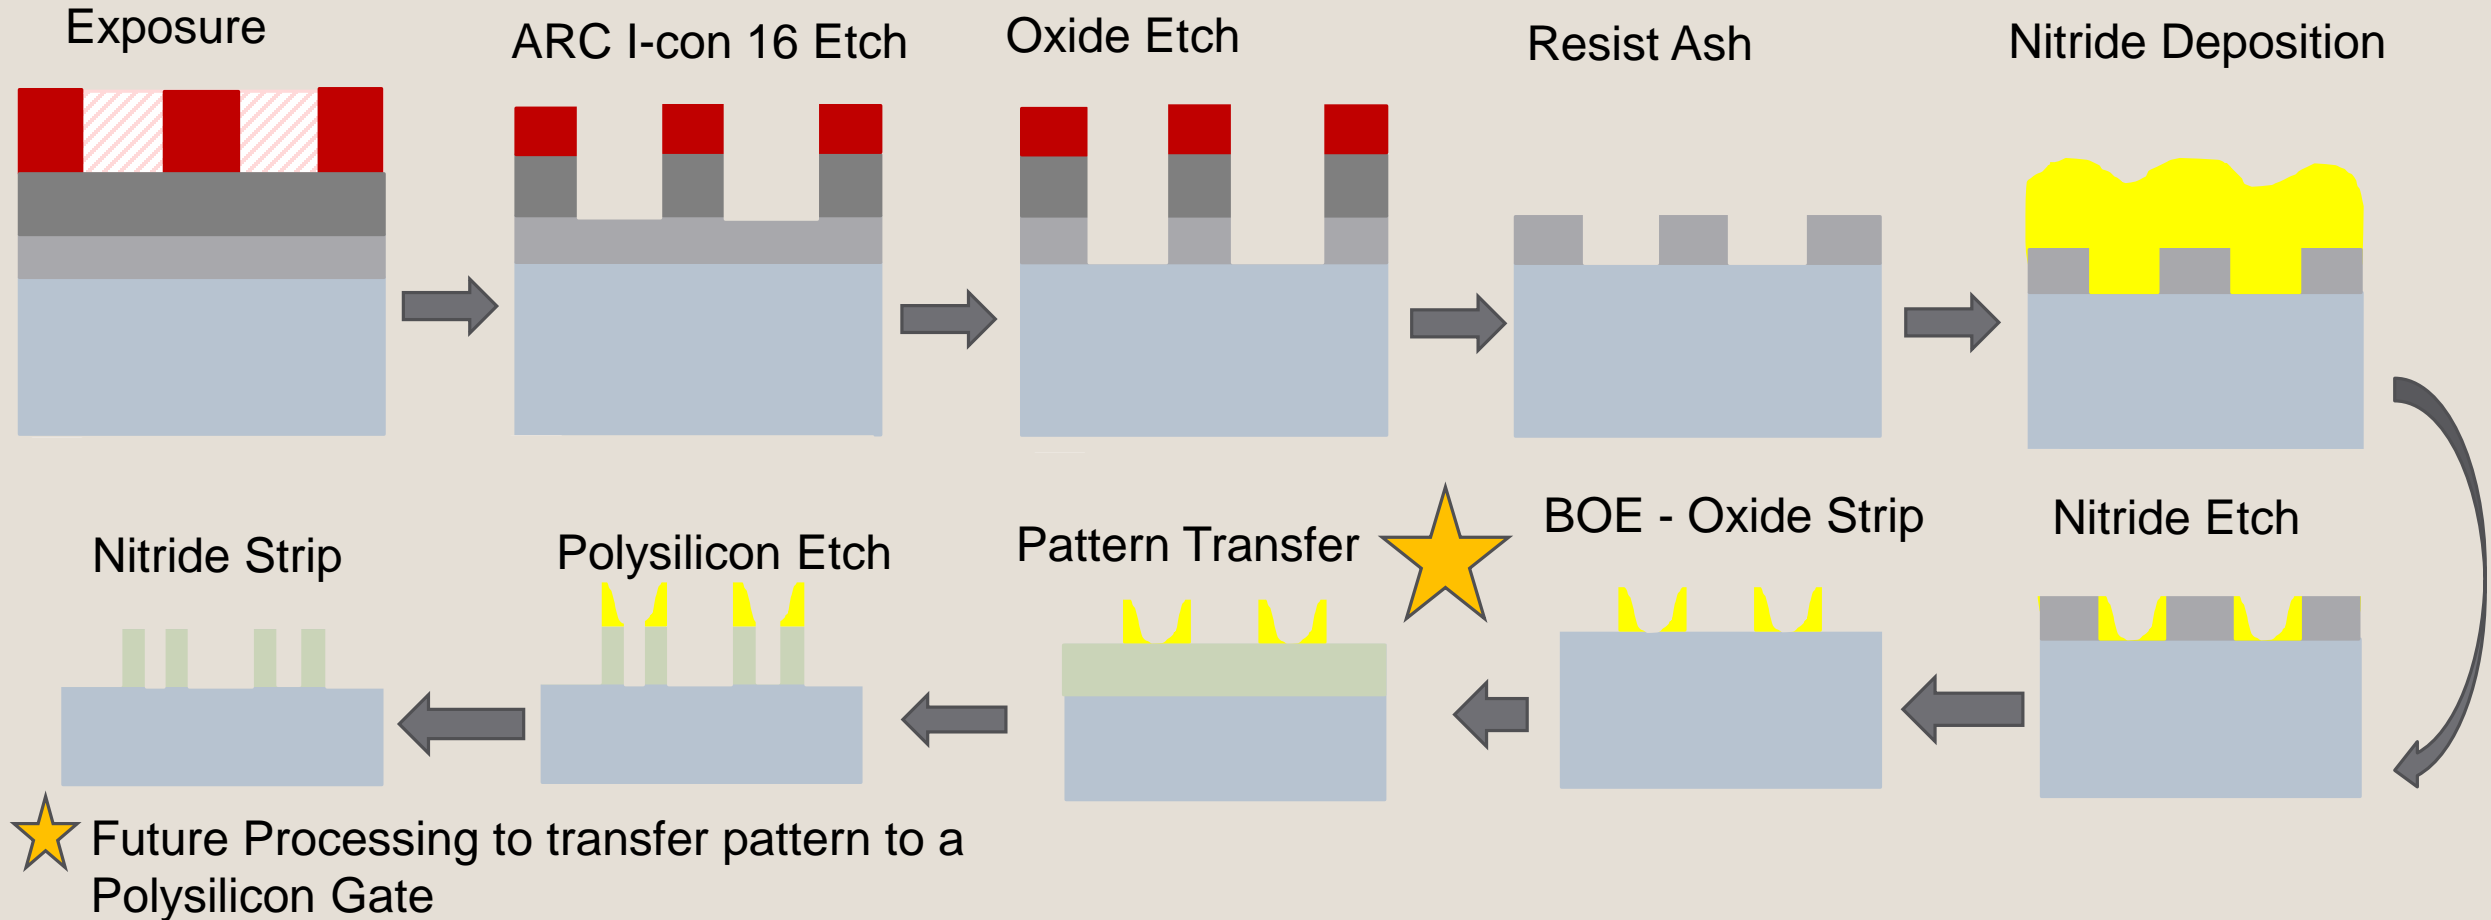 Exposure
ARC I-con 16 Etch
Oxide Etch
Resist Ash
Nitride Deposition
Nitride Etch
BOE - Oxide Strip
Pattern Transfer
Polysilicon Etch
Nitride Strip
Future Processing to transfer pattern to a
Polysilicon Gate